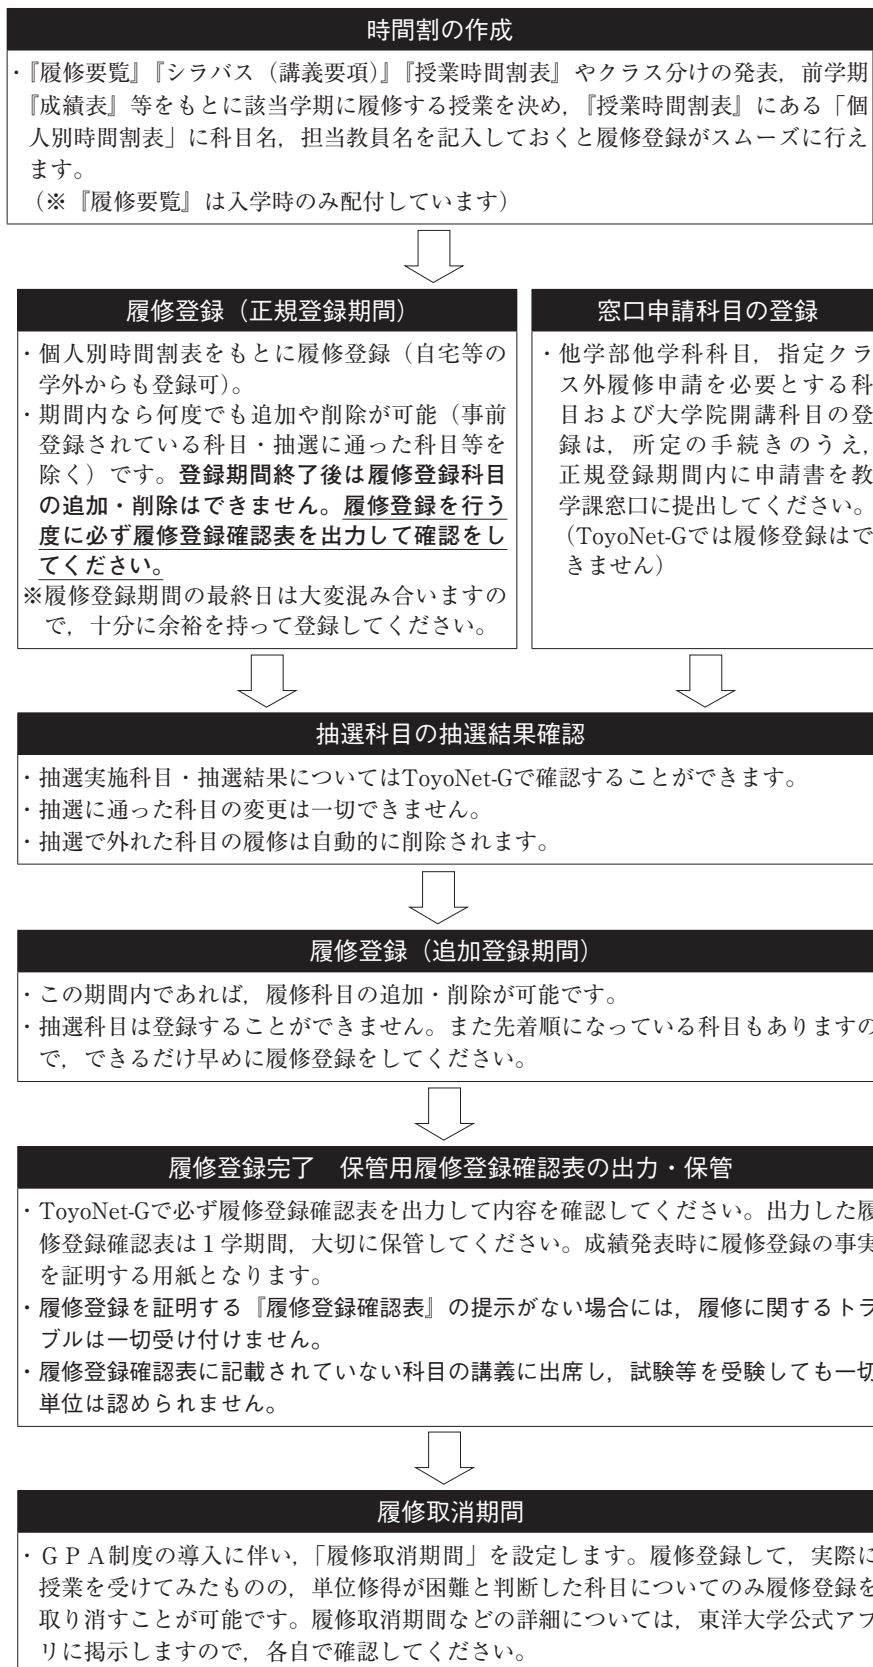 時間割の作成
・『履修要覧』『シラバス（講義要項）』『授業時間割表』やクラス分けの発表，前学期
『成績表』等をもとに該当学期に履修する授業を決め，『授業時間割表』にある「個
人別時間割表」に科目名，担当教員名を記入しておくと履修登録がスムーズに行え
ます。
（※『履修要覧』は入学時のみ配付しています）
履修登録（正規登録期間）
・個人別時間割表をもとに履修登録（自宅等の
学外からも登録可）。
・期間内なら何度でも追加や削除が可能（事前
登録されている科目・抽選に通った科目等を
除く）です。登録期間終了後は履修登録科目
の追加・削除はできません。履修登録を行う
度に必ず履修登録確認表を出力して確認をし
てください。
※履修登録期間の最終日は大変混み合いますの
で，十分に余裕を持って登録してください。
窓口申請科目の登録
・他学部他学科科目，指定クラ
ス外履修申請を必要とする科
目および大学院開講科目の登
録は，所定の手続きのうえ，
正規登録期間内に申請書を教
学課窓口に提出してください。
（ToyoNet-Gでは履修登録はで
きません）
抽選科目の抽選結果確認
・抽選実施科目・抽選結果についてはToyoNet-Gで確認することができます。
・抽選に通った科目の変更は一切できません。
・抽選で外れた科目の履修は自動的に削除されます。
履修登録（追加登録期間）
・この期間内であれば，履修科目の追加・削除が可能です。
・抽選科目は登録することができません。また先着順になっている科目もありますの
で，できるだけ早めに履修登録をしてください。
履修登録完了　保管用履修登録確認表の出力・保管
・ToyoNet-Gで必ず履修登録確認表を出力して内容を確認してください。出力した履
修登録確認表は１学期間，大切に保管してください。成績発表時に履修登録の事実
を証明する用紙となります。
・履修登録を証明する『履修登録確認表』の提示がない場合には，履修に関するトラ
ブルは一切受け付けません。
・履修登録確認表に記載されていない科目の講義に出席し，試験等を受験しても一切
単位は認められません。
履修取消期間
・ＧＰＡ制度の導入に伴い，「履修取消期間」を設定します。履修登録して，実際に
授業を受けてみたものの，単位修得が困難と判断した科目についてのみ履修登録を
取り消すことが可能です。履修取消期間などの詳細については，東洋大学公式アプ
リに掲示しますので，各自で確認してください。